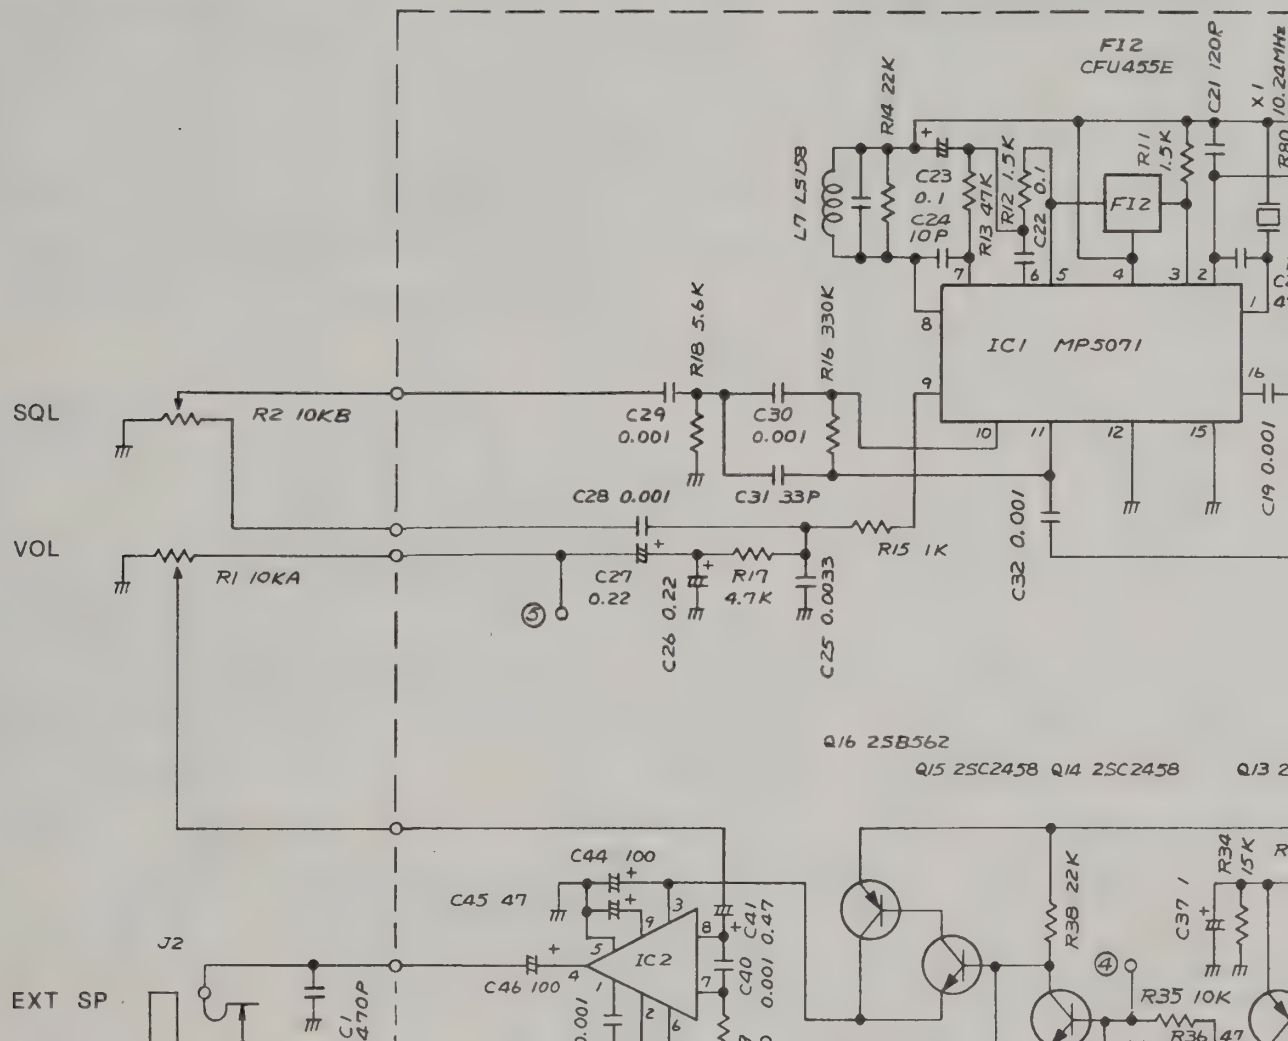 FI2
CFU455E
C21 120P
X1
10.24MHz
R80
R14 22K
L7 LS158
+
C23
0.1
C24
10P
R13 47K
R12 1.5K
C22 0.1
R11
1.5K
FI2
7
6
5
4
3
2
1
8
9
10
11
12
15
16
IC1 MP5071
R18 5.6K
R16 330K
SQL
R2 10KB
C29
0.001
C30
0.001
C31 33P
C28 0.001
R15 1K
C32 0.001
C19 0.001
VOL
R1 10KA
+
C27
0.22
+
C26 0.22
R17
4.7K
C25 0.0033
⑤
Q16 2SB562
Q15 2SC2458 Q14 2SC2458
Q13 2
C44 100
+
C45 47
+
9
3
8
5
4
1
2
6
7
IC2
+
C41 0.47
C40
0.001
R38 22K
④
R34
15K
C37 1
+
R35 10K
R36 47
J2
EXT SP
C1
470P
+
C46 100
0.001